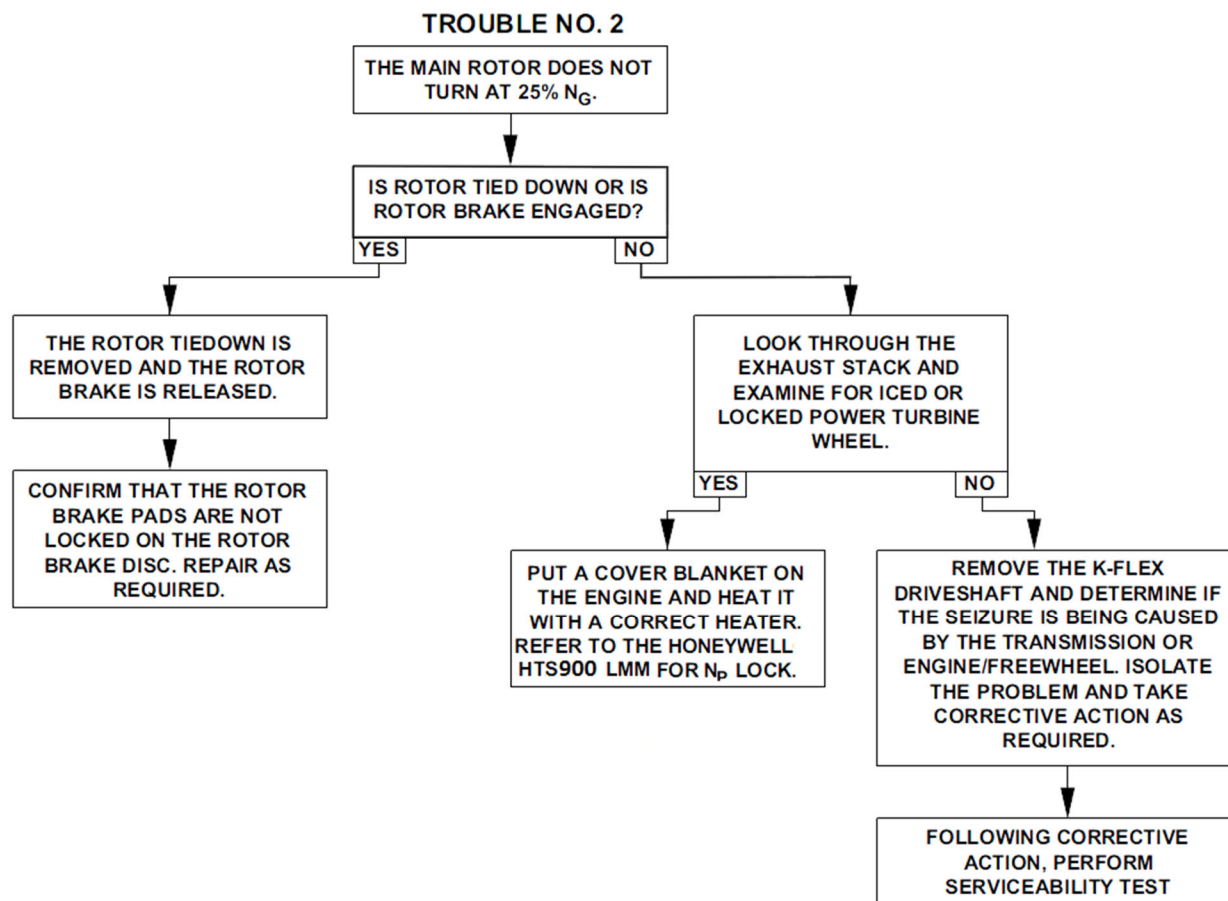 TROUBLE NO. 2
THE MAIN ROTOR DOES NOT
TURN AT 25% NG.
IS ROTOR TIED DOWN OR IS
ROTOR BRAKE ENGAGED?
YES
NO
THE ROTOR TIEDOWN IS
REMOVED AND THE ROTOR
BRAKE IS RELEASED.
CONFIRM THAT THE ROTOR
BRAKE PADS ARE NOT
LOCKED ON THE ROTOR
BRAKE DISC. REPAIR AS
REQUIRED.
LOOK THROUGH THE
EXHAUST STACK AND
EXAMINE FOR ICED OR
LOCKED POWER TURBINE
WHEEL.
YES
NO
PUT A COVER BLANKET ON
THE ENGINE AND HEAT IT
WITH A CORRECT HEATER.
REFER TO THE HONEYWELL
HTS900 LMM FOR NP LOCK.
REMOVE THE K-FLEX
DRIVESHAFT AND DETERMINE IF
THE SEIZURE IS BEING CAUSED
BY THE TRANSMISSION OR
ENGINE/FREEWHEEL. ISOLATE
THE PROBLEM AND TAKE
CORRECTIVE ACTION AS
REQUIRED.
FOLLOWING CORRECTIVE
ACTION, PERFORM
SERVICEABILITY TEST